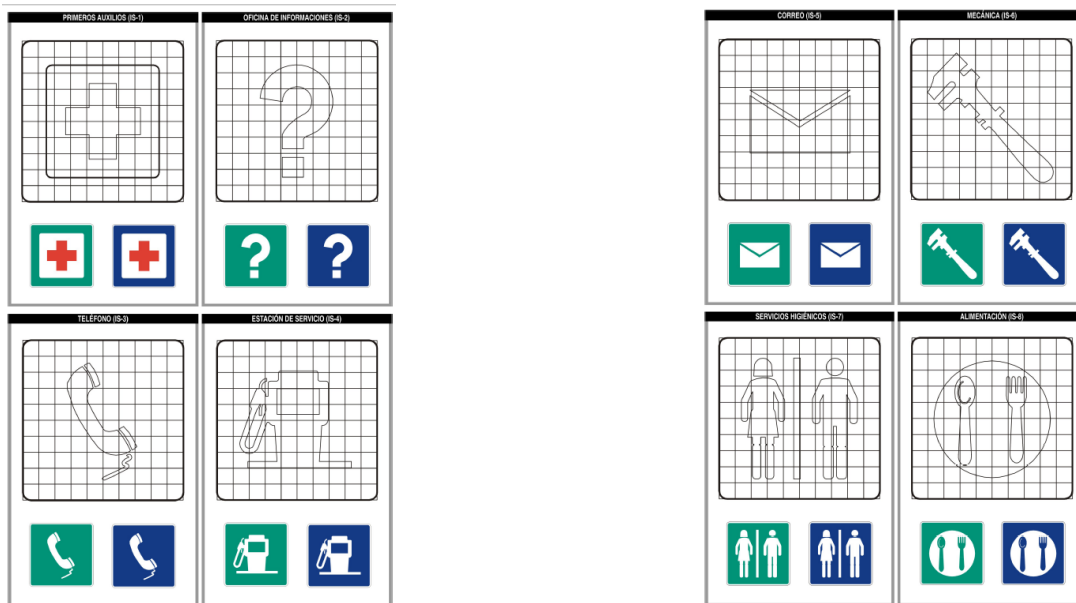 PRIMEROS AUXILIOS (IS-1)
OFICINA DE INFORMACIONES (IS-2)
CORREO (IS-5)
MECÁNICA (IS-6)
TELÉFONO (IS-3)
ESTACIÓN DE SERVICIO (IS-4)
SERVICIOS HIGIÉNICOS (IS-7)
ALIMENTACIÓN (IS-8)